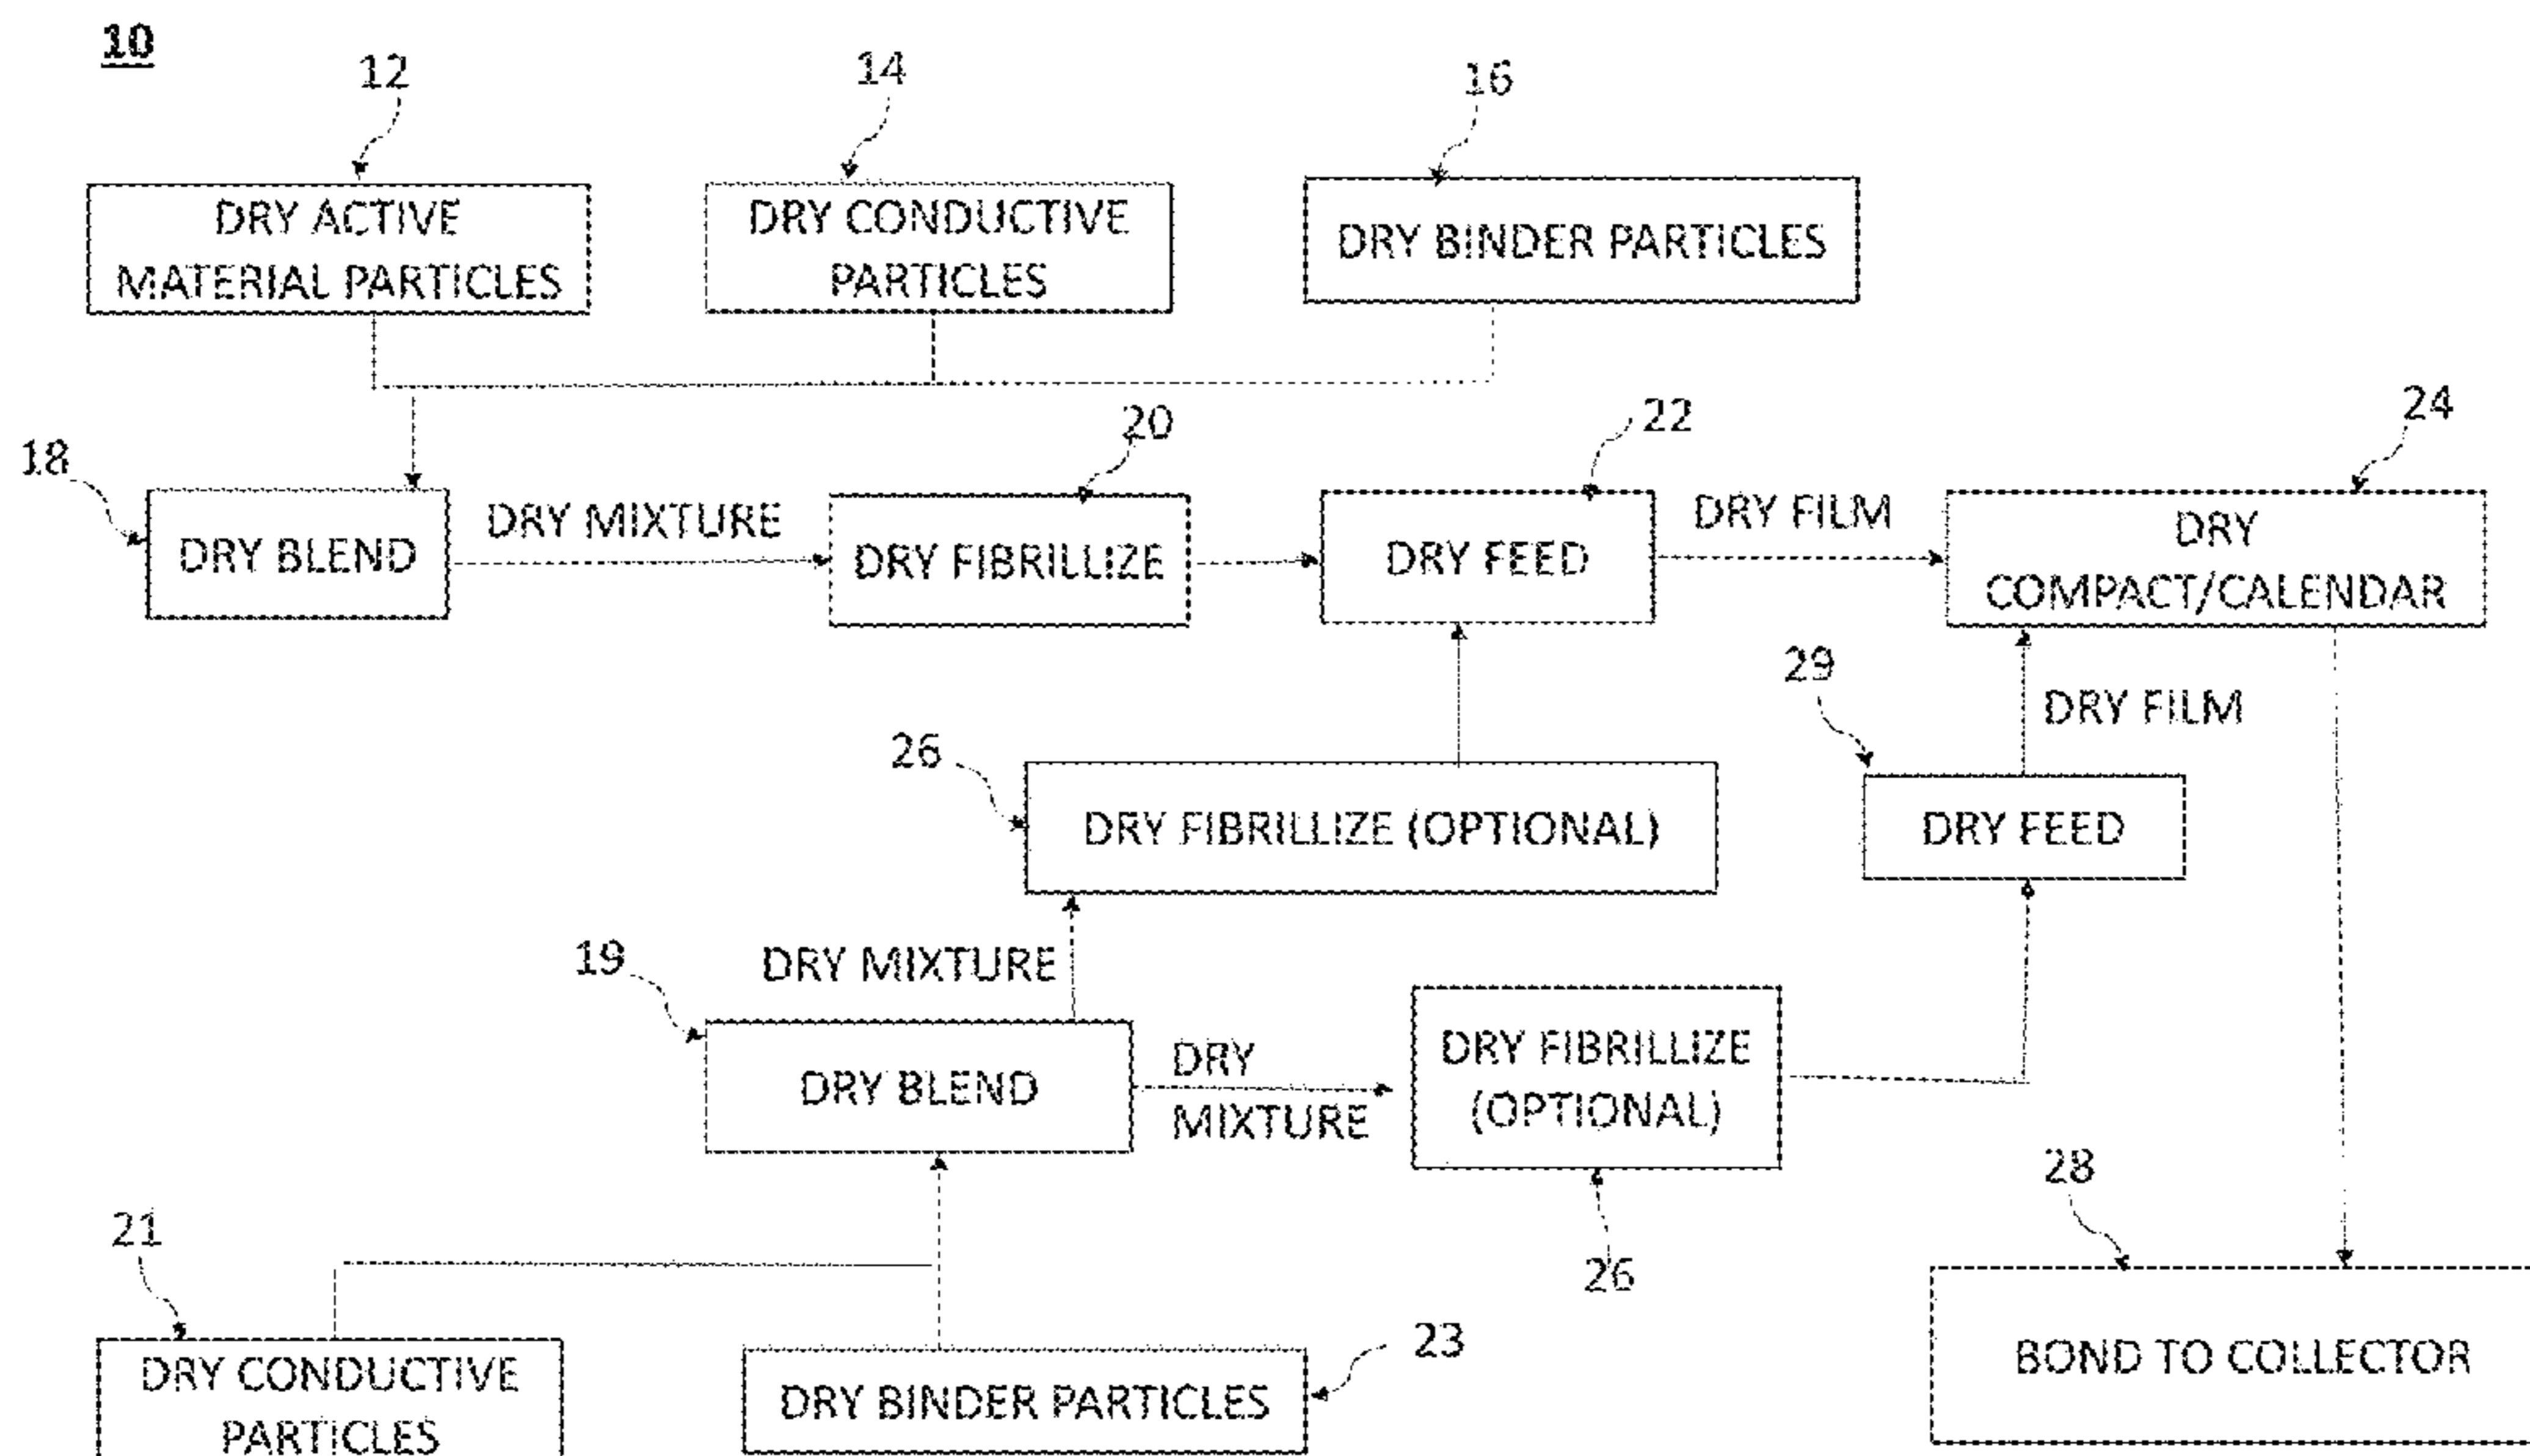 10
12
14
16
DRY ACTIVE
MATERIAL PARTICLES
DRY CONDUCTIVE
PARTICLES
DRY BINDER PARTICLES
18
20
22
24
DRY BLEND
DRY MIXTURE
DRY FIBRILLIZE
DRY FEED
DRY FILM
DRY
COMPACT/CALENDAR
26
29
DRY FILM
DRY FIBRILLIZE (OPTIONAL)
DRY FEED
19
DRY MIXTURE
DRY BLEND
DRY
MIXTURE
DRY FIBRILLIZE
(OPTIONAL)
26
28
21
23
DRY CONDUCTIVE
PARTICLES
DRY BINDER PARTICLES
BOND TO COLLECTOR